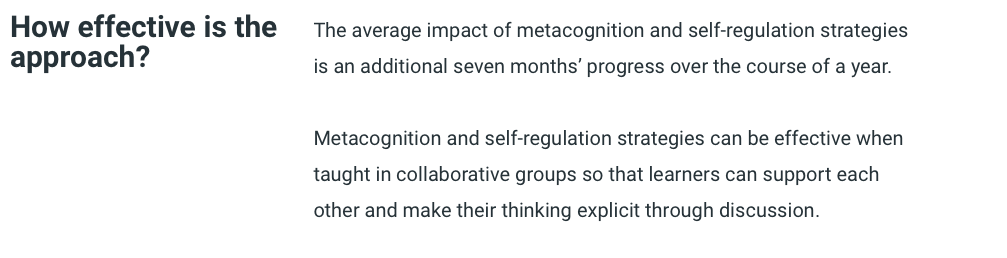 How effective is the
approach?
The average impact of metacognition and self-regulation strategies
is an additional seven months’ progress over the course of a year.
Metacognition and self-regulation strategies can be effective when
taught in collaborative groups so that learners can support each
other and make their thinking explicit through discussion.